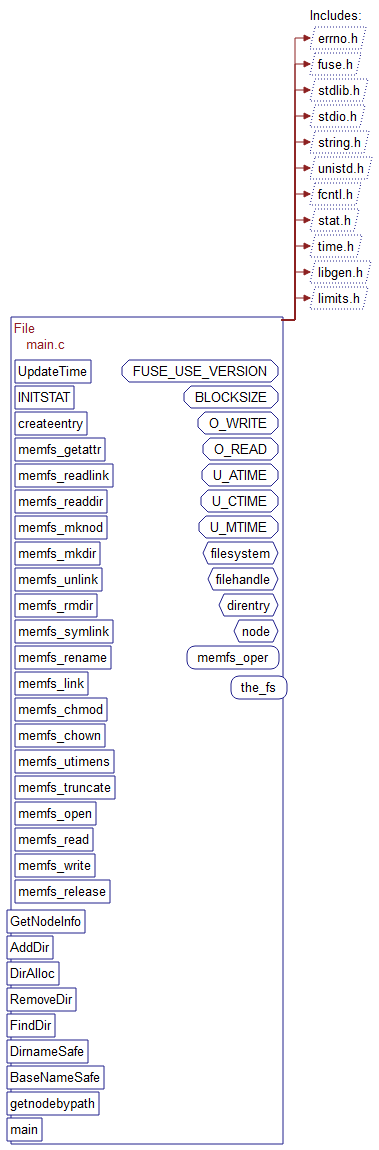 Includes:
errno.h
fuse.h
stdlib.h
stdio.h
string.h
unistd.h
fcntl.h
stat.h
time.h
libgen.h
limits.h
File
main.c
UpdateTime FUSE_USE_VERSION
INITSTAT BLOCKSIZE
createentry O_WRITE
memfs_getattr O_READ
memfs_readlink U_ATIME
memfs_readdir U_CTIME
memfs_mknod U_MTIME
memfs_mkdir filesystem
memfs_unlink filehandle
memfs_rmdir direntry
memfs_symlink node
memfs_rename memfs_oper
memfs_link the_fs
memfs_chmod
memfs_chown
memfs_utimens
memfs_truncate
memfs_open
memfs_read
memfs_write
memfs_release
GetNodeInfo
AddDir
DirAlloc
RemoveDir
FindDir
DirnameSafe
BaseNameSafe
getnodebypath
main